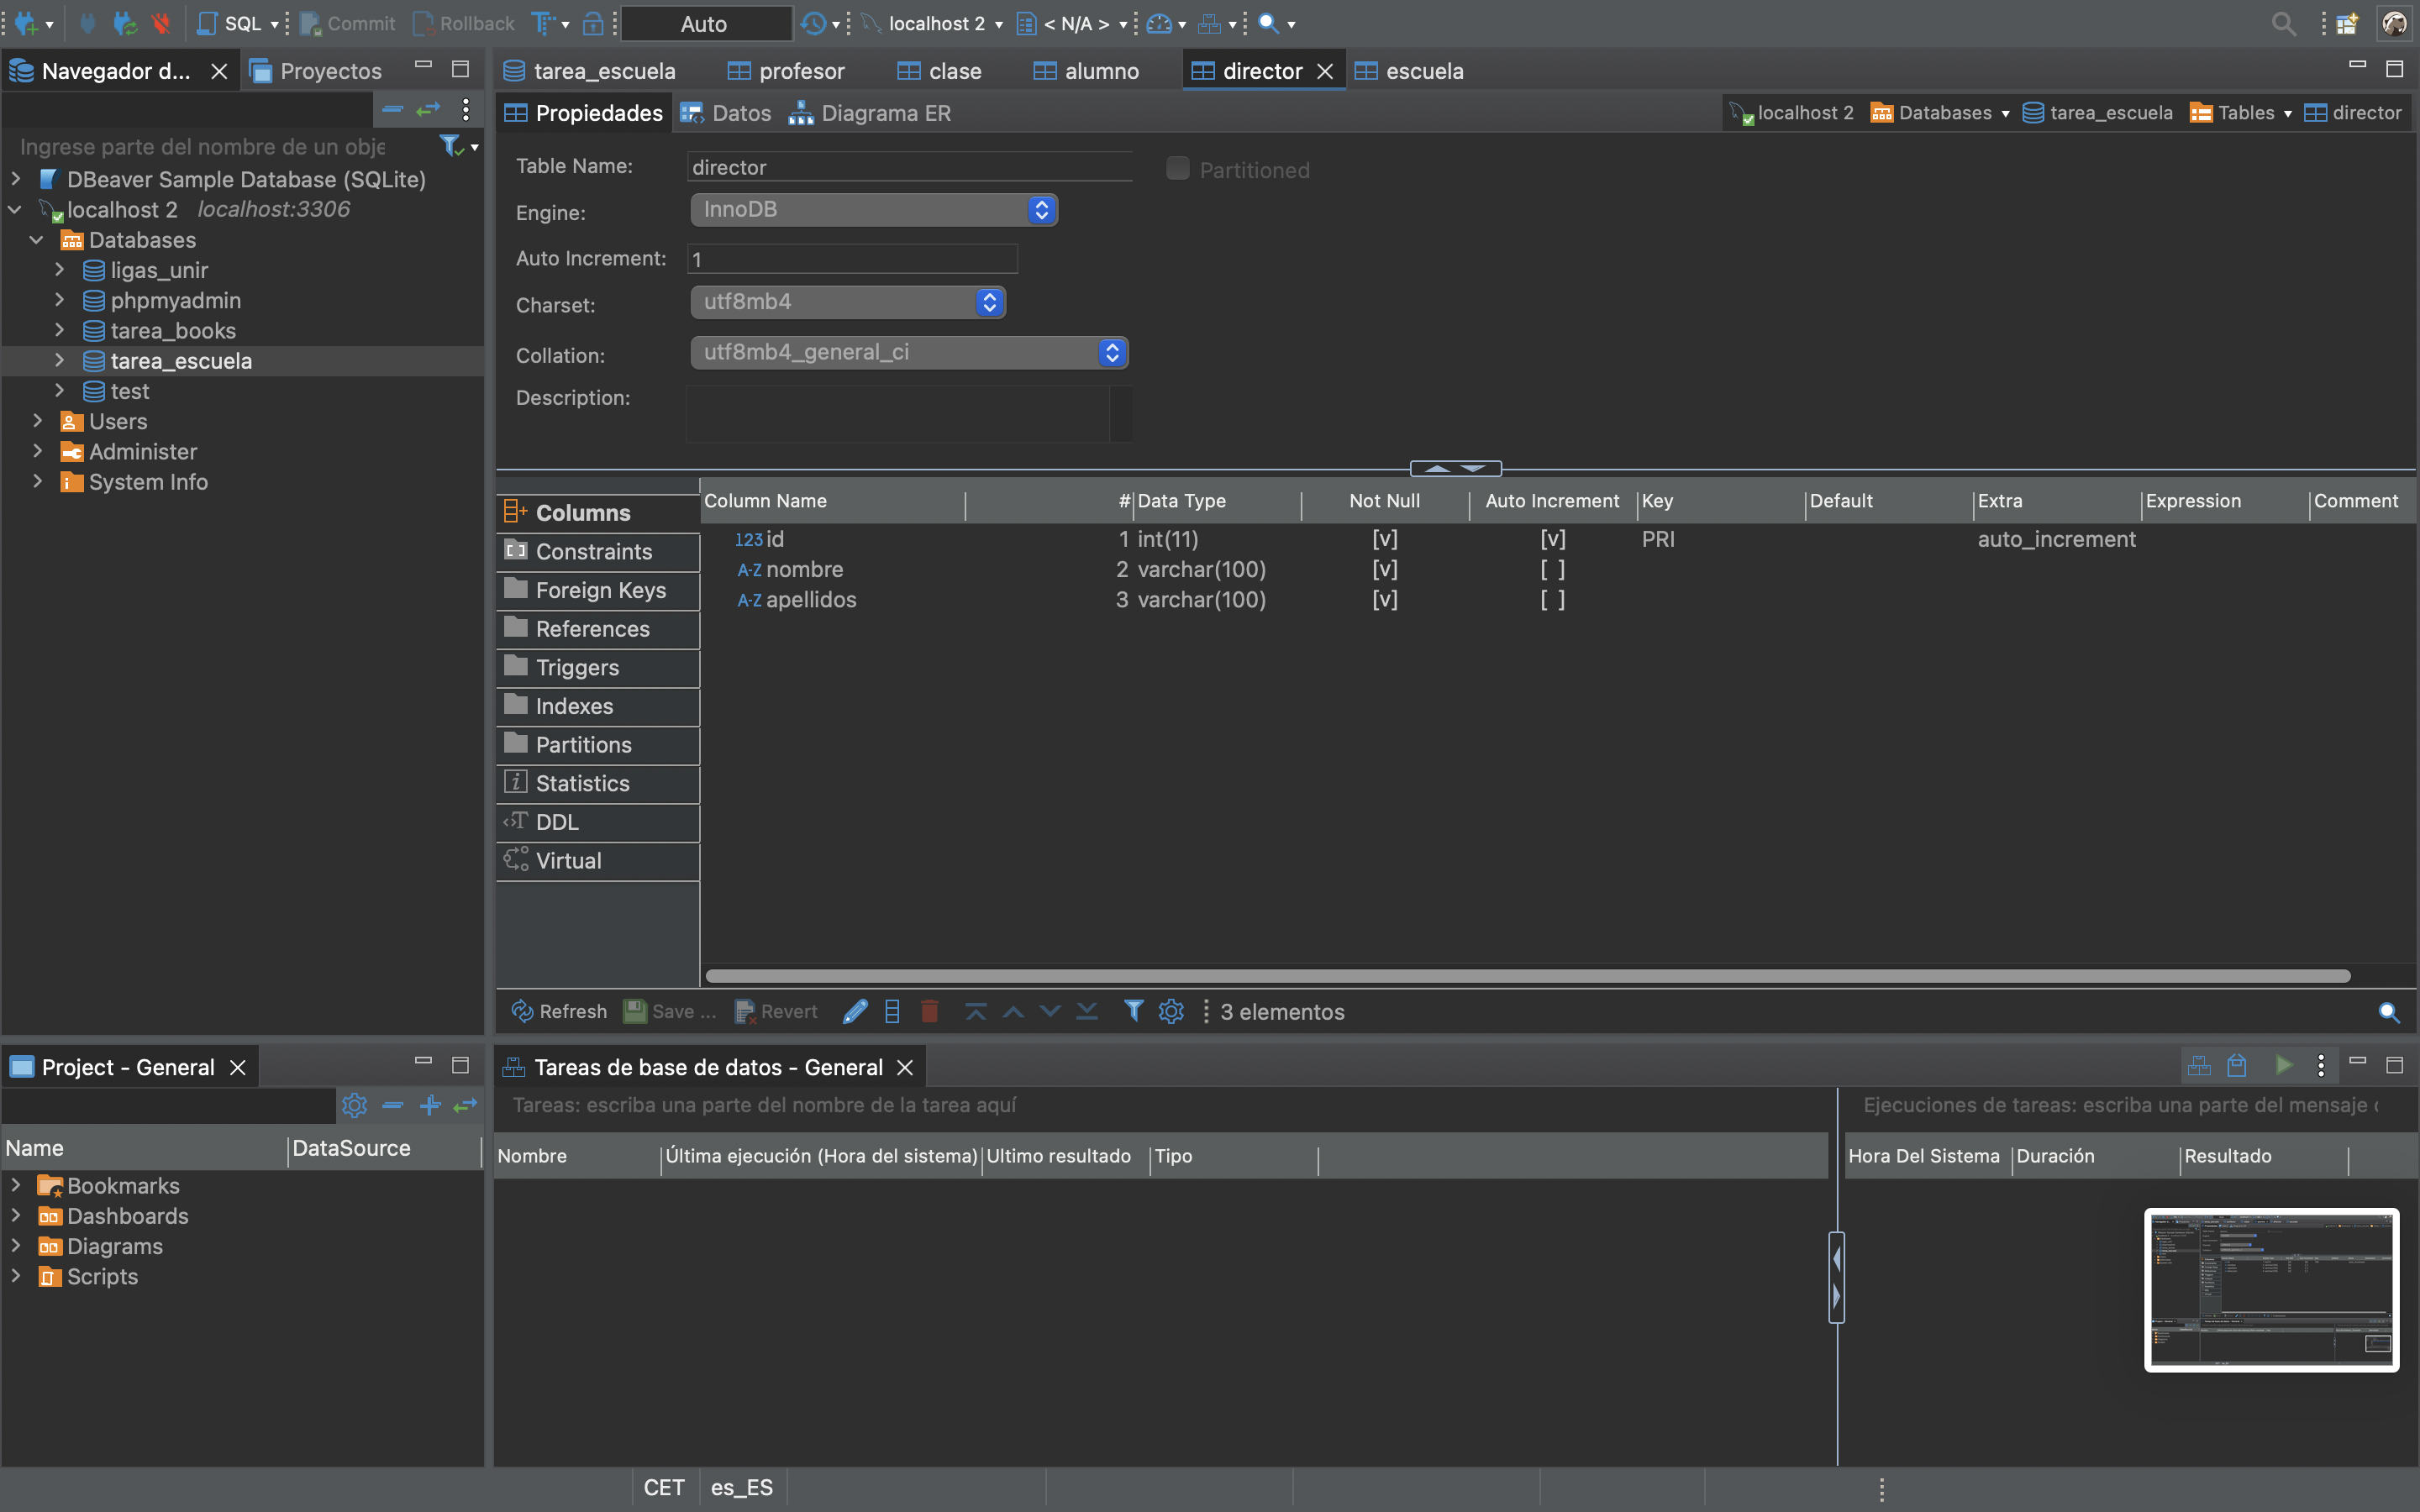 SQL Commit Rollback Auto localhost 2 < N/A >
Navegador d... Proyectos
Ingrese parte del nombre de un obje
DBeaver Sample Database (SQLite)
localhost 2 localhost:3306
Databases
ligas_unir
phpmyadmin
tarea_books
tarea_escuela
test
Users
Administer
System Info
tarea_escuela profesor clase alumno director escuela
Propiedades Datos Diagrama ER localhost 2 Databases tarea_escuela Tables director
Table Name: director Partitioned
Engine: InnoDB
Auto Increment: 1
Charset: utf8mb4
Collation: utf8mb4_general_ci
Description:
Columns
Constraints
Foreign Keys
References
Triggers
Indexes
Partitions
Statistics
DDL
Virtual
Column Name # Data Type Not Null Auto Increment Key Default Extra Expression Comment
123 id 1 int(11) [v] [v] PRI auto_increment
A-Z nombre 2 varchar(100) [v] [ ]
A-Z apellidos 3 varchar(100) [v] [ ]
Refresh Save ... Revert 3 elementos
Project - General
Name DataSource
Bookmarks
Dashboards
Diagrams
Scripts
Tareas de base de datos - General
Tareas: escriba una parte del nombre de la tarea aquí
Nombre Última ejecución (Hora del sistema) Ultimo resultado Tipo
Ejecuciones de tareas: escriba una parte del mensaje
Hora Del Sistema Duración Resultado
CET es_ES